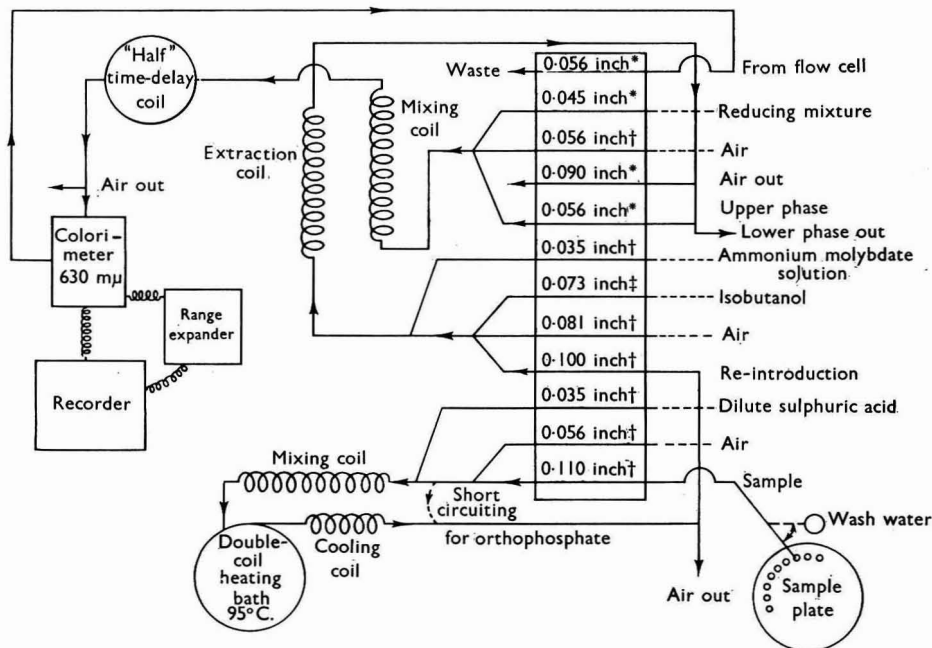 "Half"
time-delay
coil
Waste
0·056 inch*
From flow cell
0·045 inch*
Reducing mixture
Mixing
coil
0·056 inch†
Air
Extraction
coil.
0·090 inch*
Air out
Air out
0·056 inch*
Upper phase
Lower phase out
Colori-
meter
630 mμ
0·035 inch†
Ammonium molybdate
solution
0·073 inch‡
Isobutanol
Range
expander
0·081 inch†
Air
0·100 inch†
Re-introduction
Recorder
0·035 inch†
Dilute sulphuric acid
0·056 inch†
Air
Mixing coil
0·110 inch†
Sample
Short
circuiting
for orthophosphate
Wash water
Cooling
coil
Double-
coil
heating
bath
95°C.
Air out
Sample
plate